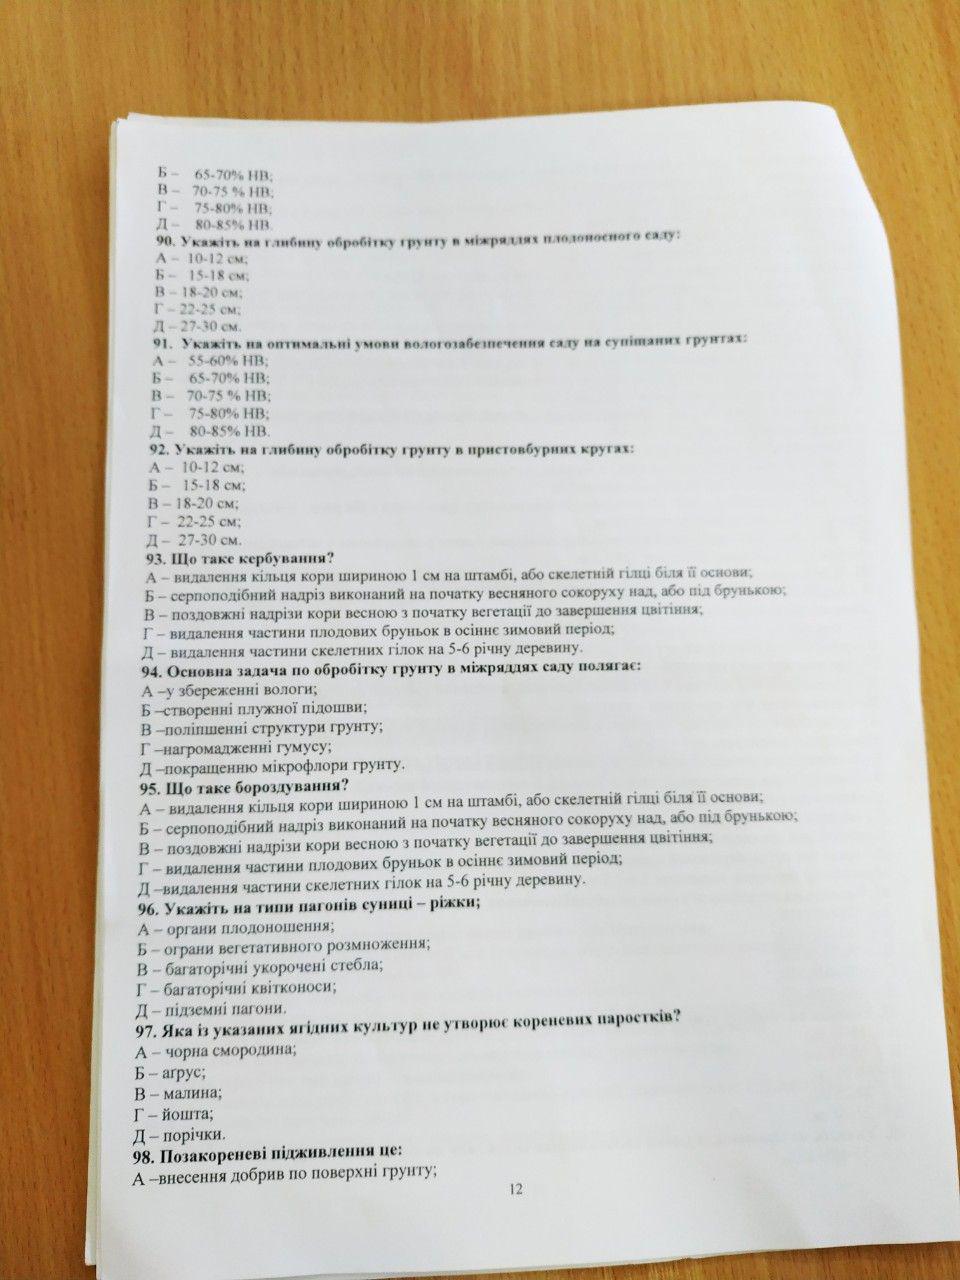 Б – 65-70% НВ;
В – 70-75 % НВ;
Г – 75-80% НВ;
Д – 80-85% НВ.
90. Укажіть на глибину обробітку грунту в міжряддях плодоносного саду:
А – 10-12 см;
Б – 15-18 см;
В – 18-20 см;
Г – 22-25 см;
Д – 27-30 см.
91. Укажіть на оптимальні умови вологозабезпечення саду на супіщаних грунтах:
А – 55-60% НВ;
Б – 65-70% НВ;
В – 70-75 % НВ;
Г – 75-80% НВ;
Д – 80-85% НВ.
92. Укажіть на глибину обробітку грунту в пристовбурних кругах:
А – 10-12 см;
Б – 15-18 см;
В – 18-20 см;
Г – 22-25 см;
Д – 27-30 см.
93. Що таке кербування?
А – видалення кільця кори шириною 1 см на штамбі, або скелетній гілці біля її основи;
Б – серпоподібний надріз виконаний на початку весняного сокоруху над, або під брунькою;
В – поздовжні надрізи кори весною з початку вегетації до завершення цвітіння;
Г – видалення частини плодових бруньок в осіннє зимовий період;
Д – видалення частини скелетних гілок на 5-6 річну деревину.
94. Основна задача по обробітку грунту в міжряддях саду полягає:
А –у збереженні вологи;
Б –створенні плужної підошви;
В –поліпшенні структури грунту;
Г –нагромадженні гумусу;
Д –покращенню мікрофлори грунту.
95. Що таке бороздування?
А – видалення кільця кори шириною 1 см на штамбі, або скелетній гілці біля її основи;
Б – серпоподібний надріз виконаний на початку весняного сокоруху над, або під брунькою;
В – поздовжні надрізи кори весною з початку вегетації до завершення цвітіння;
Г – видалення частини плодових бруньок в осіннє зимовий період;
Д –видалення частини скелетних гілок на 5-6 річну деревину.
96. Укажіть на типи пагонів суниці – ріжки;
А – органи плодоношення;
Б – ограни вегетативного розмноження;
В – багаторічні укорочені стебла;
Г – багаторічні квітконоси;
Д – підземні пагони.
97. Яка із указаних ягідних культур не утворює кореневих паростків?
А – чорна смородина;
Б – агрус;
В – малина;
Г – йошта;
Д – порічки.
98. Позакореневі підживлення це:
А –внесення добрив по поверхні грунту;
12